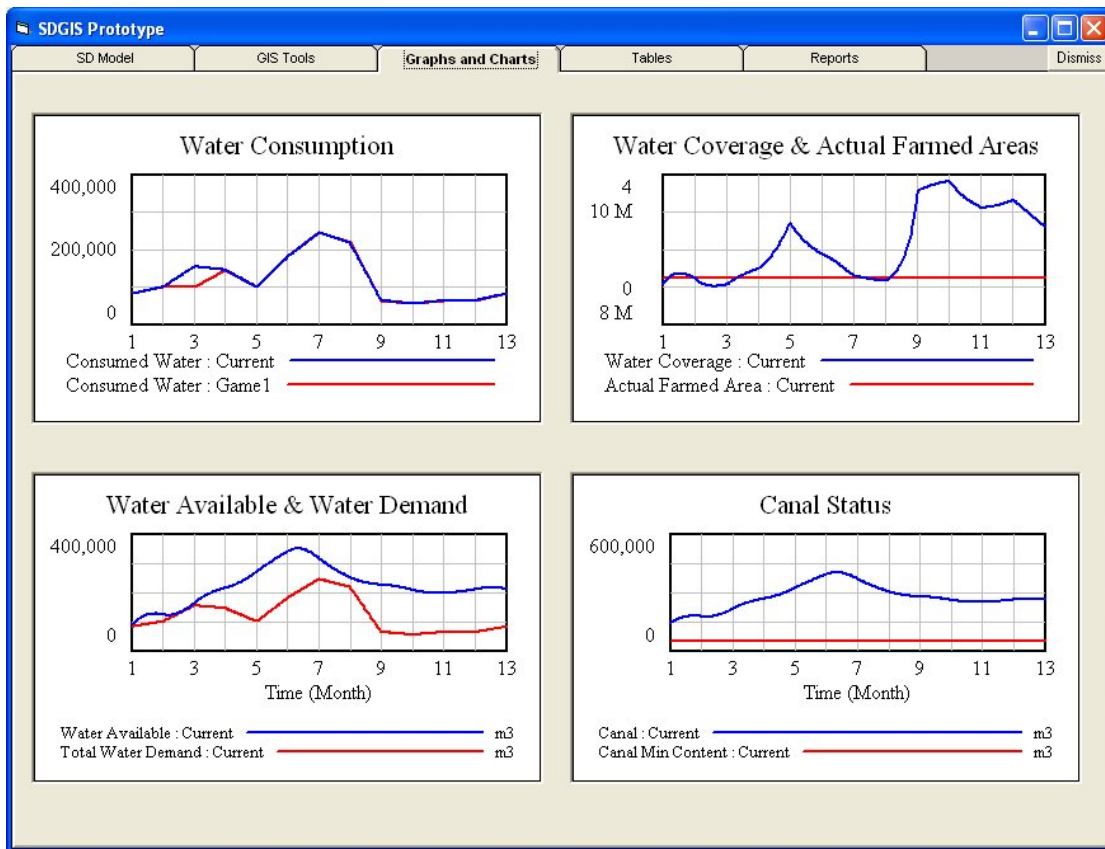 SDGIS Prototype
SD Model GIS Tools Graphs and Charts Tables Reports Dismiss
Water Consumption
400,000
200,000
0
1 3 5 7 9 11 13
Consumed Water : Current
Consumed Water : Game1
Water Coverage & Actual Farmed Areas
4
10 M
0
8 M
1 3 5 7 9 11 13
Water Coverage : Current
Actual Farmed Area : Current
Water Available & Water Demand
400,000
0
1 3 5 7 9 11 13
Time (Month)
Water Available : Current m3
Total Water Demand : Current m3
Canal Status
600,000
0
1 3 5 7 9 11 13
Time (Month)
Canal : Current m3
Canal Min Content : Current m3